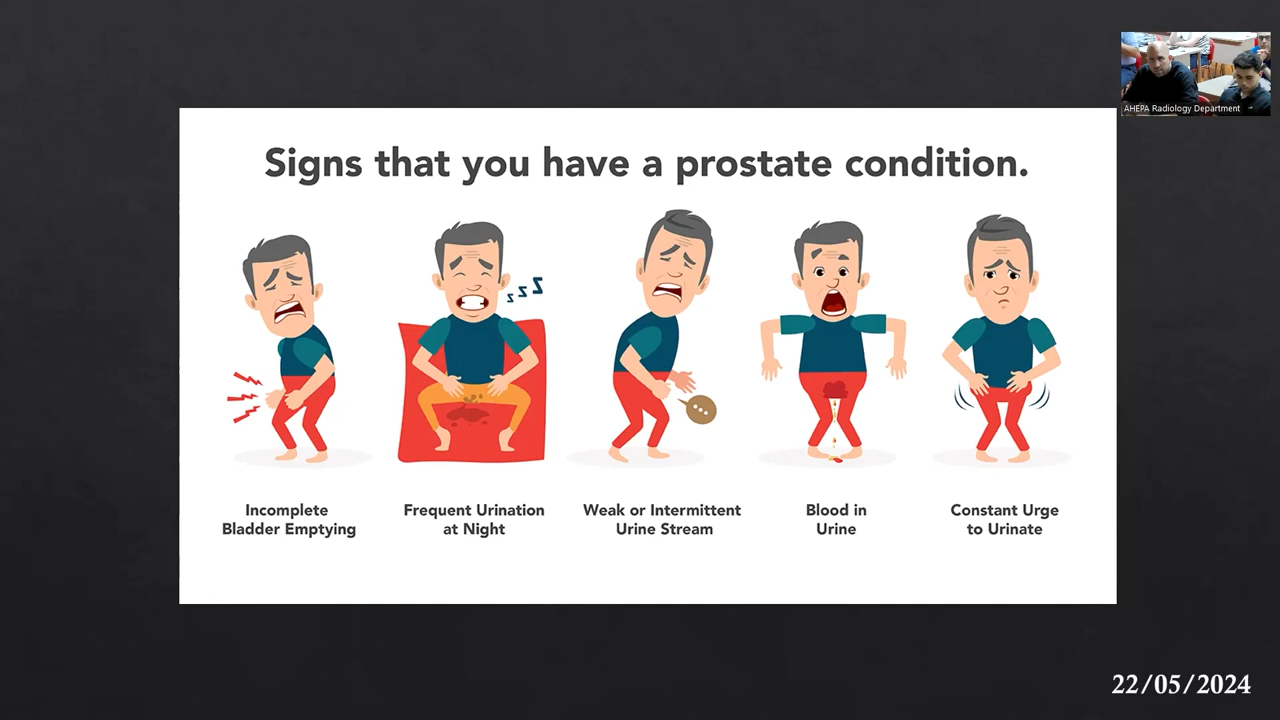 AHEPA Radiology Department
Signs that you have a prostate condition.
z z Z
Incomplete
Bladder Emptying
Frequent Urination
at Night
Weak or Intermittent
Urine Stream
Blood in
Urine
Constant Urge
to Urinate
22/05/2024